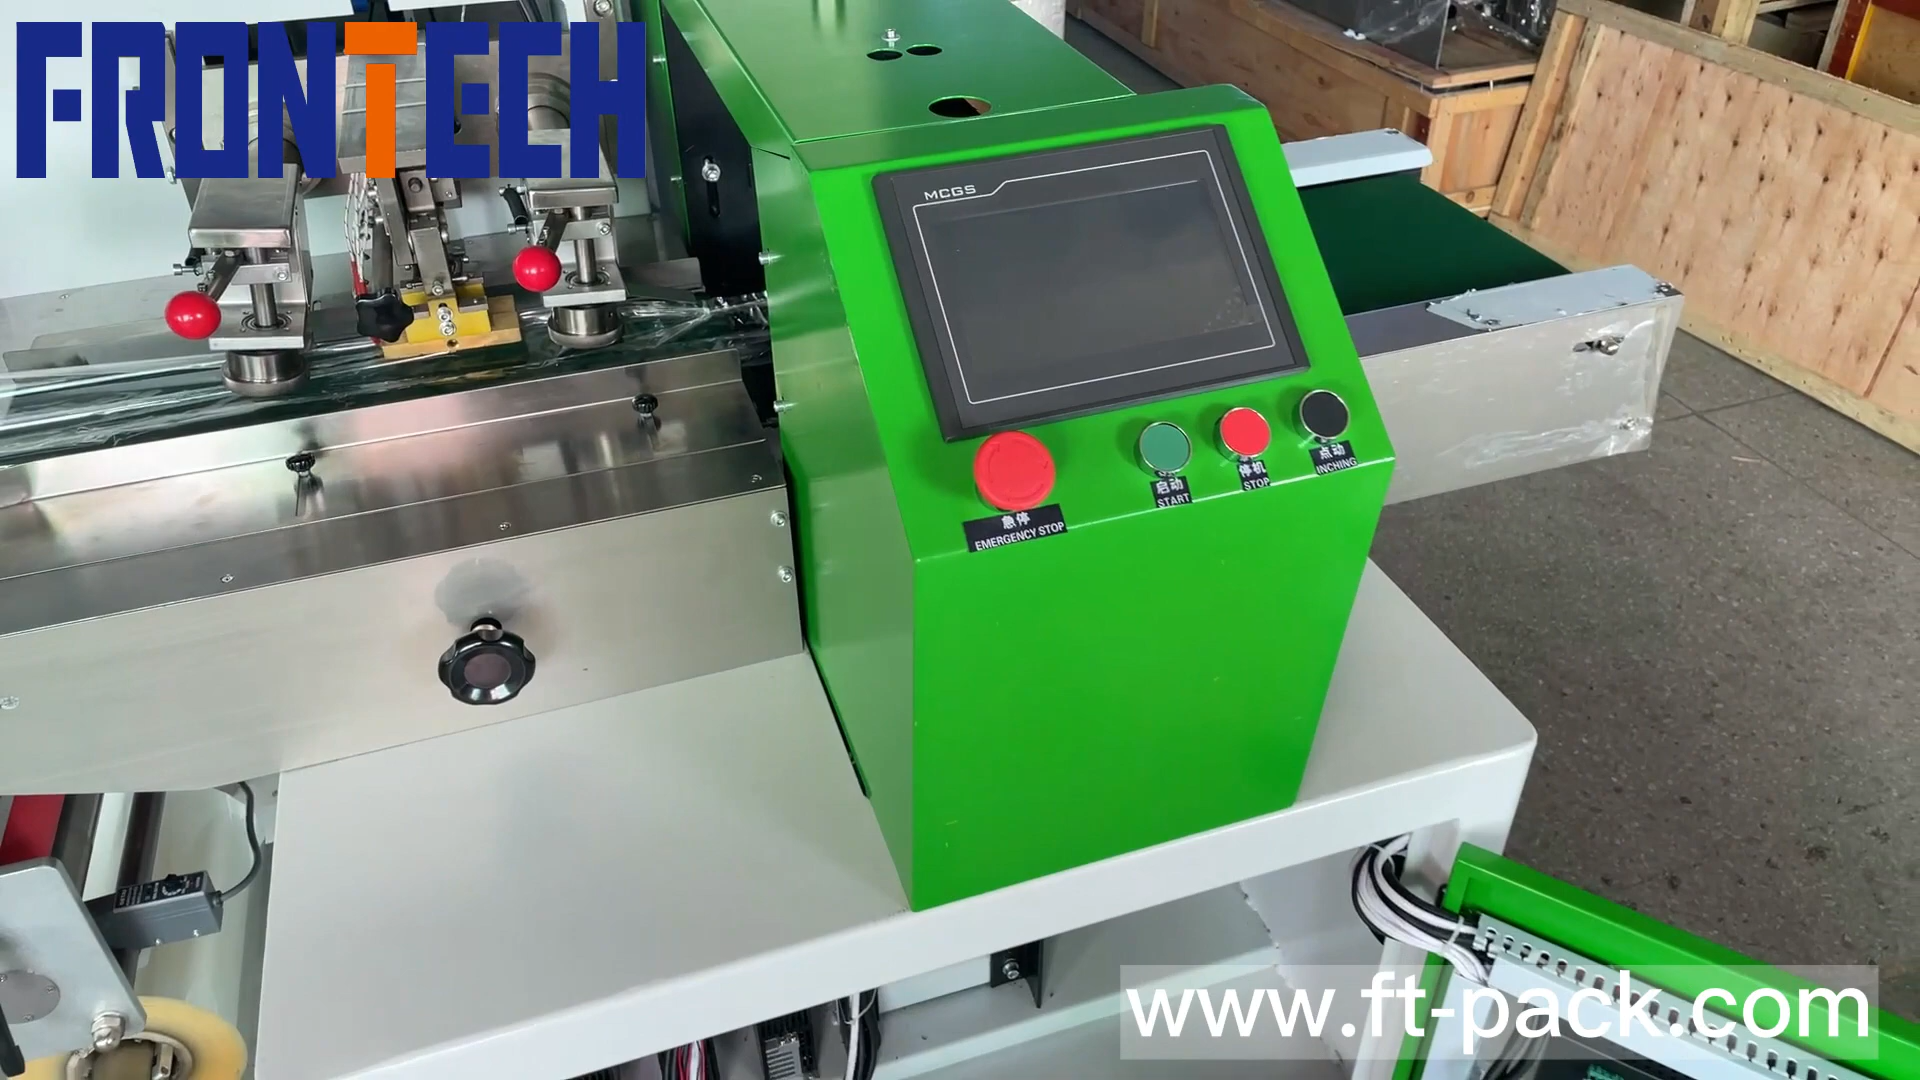 FRONTECH
MCGS
急停
EMERGENCY STOP
启动
START
停机
STOP
点动
INCHING
www.ft-pack.com